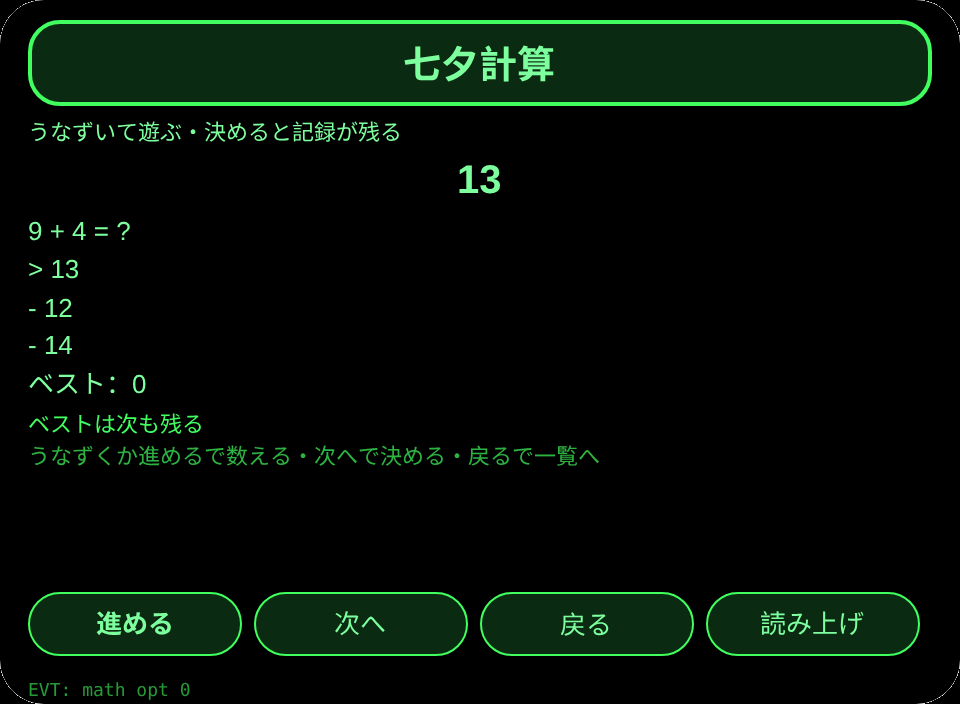 七夕計算
うなずいて遊ぶ・決めると記録が残る
13
9 + 4 = ?
> 13
- 12
- 14
ベスト: 0
ベストは次も残る
うなずくか進めるで数える・次へで決める・戻るで一覧へ
進める
次へ
戻る
読み上げ
EVT: math opt 0